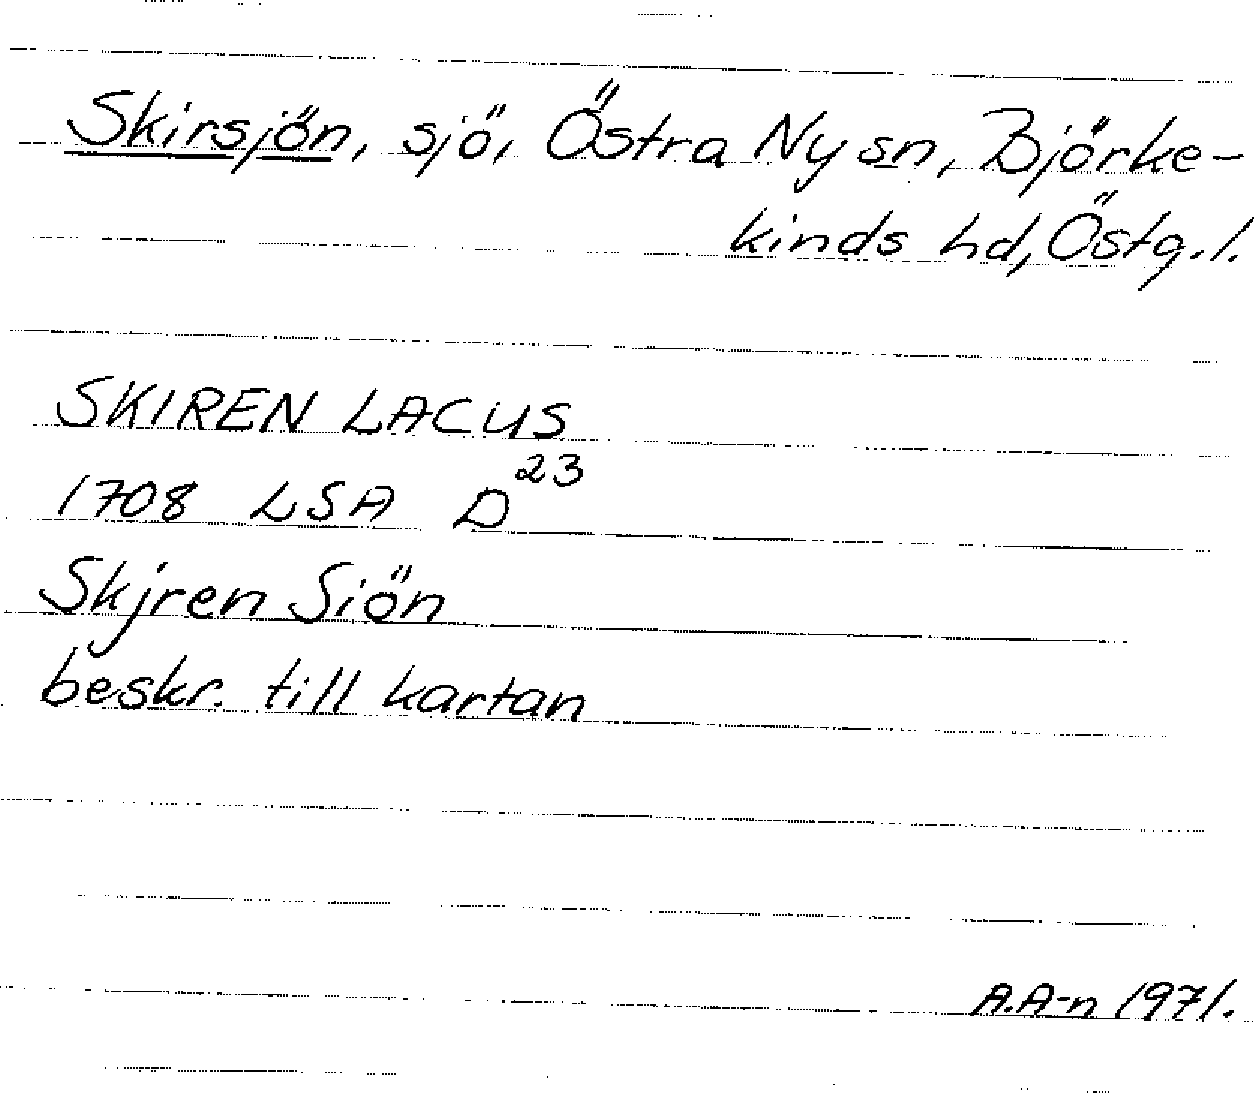 Skirsjön, sjö, Östra Ny sn, Björke-
kinds hd, Östg.l.
SKIREN LACUS
1708 LSA D23
Skjren Siön
beskr. till kartan
A.A-n 1971.